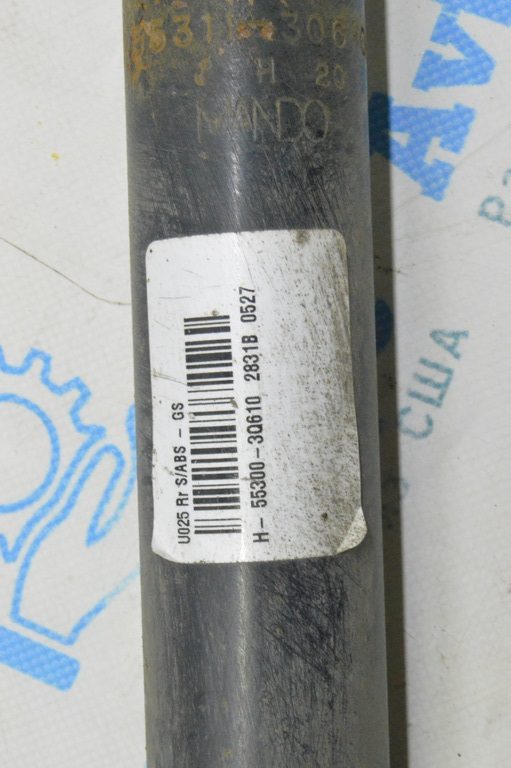 MANDO
U025 Rr S/ABS - GS
H- 55300-3Q610 2831B 0527
США